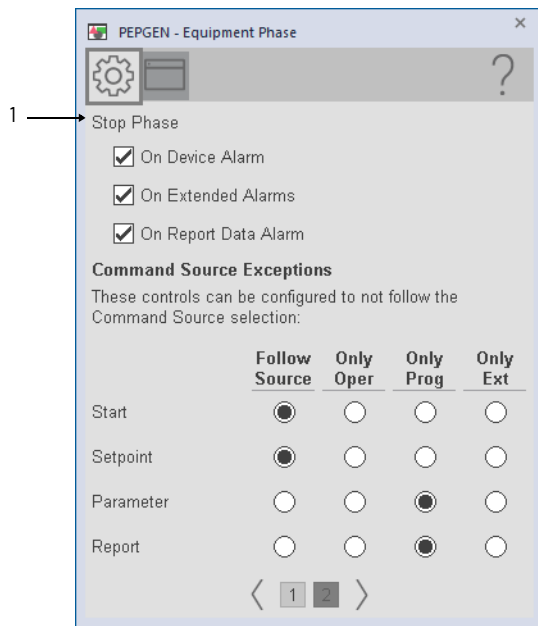 PEPGEN - Equipment Phase
1
Stop Phase
On Device Alarm
On Extended Alarms
On Report Data Alarm
Command Source Exceptions
These controls can be configured to not follow the
Command Source selection:
Follow Only Only Only
Source Oper Prog Ext
Start
Setpoint
Parameter
Report
1 2